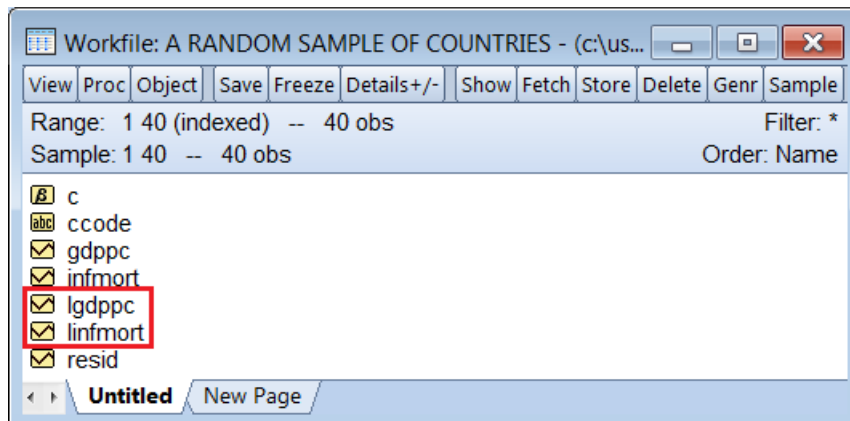 Workfile: A RANDOM SAMPLE OF COUNTRIES - (c:\us...
View Proc Object Save Freeze Details+/- Show Fetch Store Delete Genr Sample
Range: 1 40 (indexed) -- 40 obs Filter: *
Sample: 1 40 -- 40 obs Order: Name
β c
abc ccode
gdppc
infmort
lgdppc
linfmort
resid
Untitled New Page